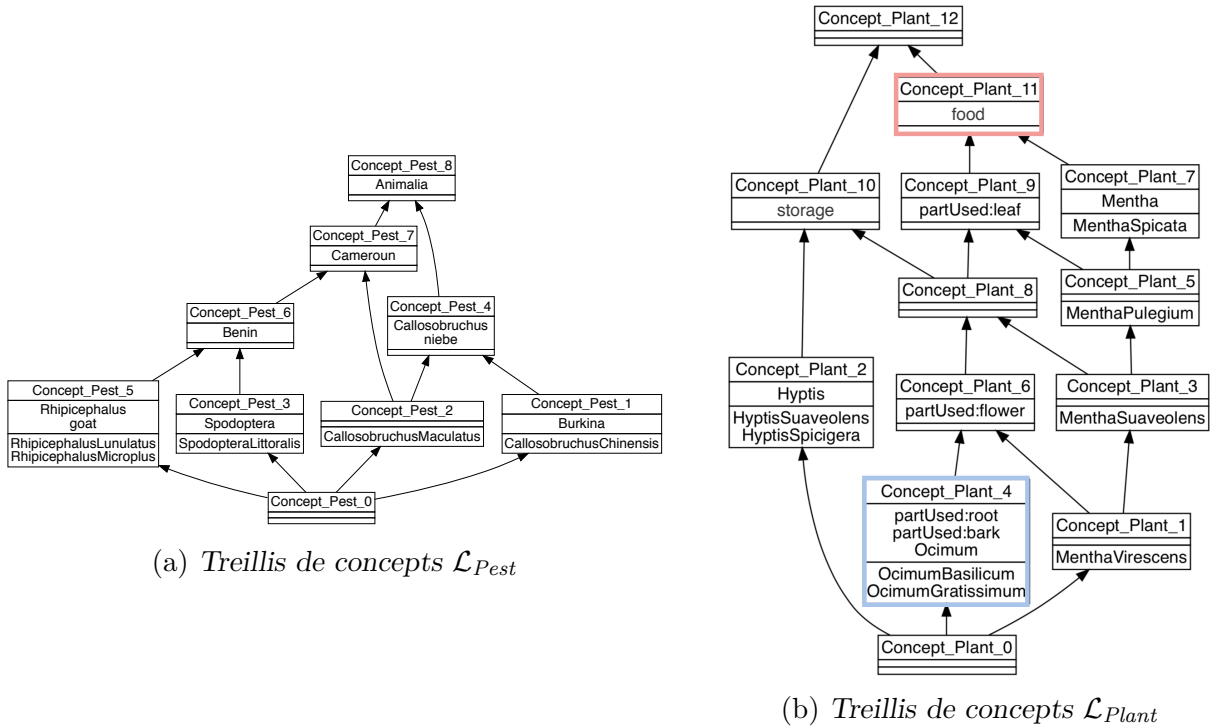 Concept_Pest_8
Animalia
Concept_Pest_7
Cameroun
Concept_Pest_6
Benin
Concept_Pest_4
Callosobruchus
niebe
Concept_Pest_5
Rhipicephalus
goat
RhipicephalusLunulatus
RhipicephalusMicroplus
Concept_Pest_3
Spodoptera
SpodopteraLittoralis
Concept_Pest_2
CallosobruchusMaculatus
Concept_Pest_1
Burkina
CallosobruchusChinensis
Concept_Pest_0
(a) Treillis de concepts ℒPest
Concept_Plant_12
Concept_Plant_11
food
Concept_Plant_10
storage
Concept_Plant_9
partUsed:leaf
Concept_Plant_7
Mentha
MenthaSpicata
Concept_Plant_8
Concept_Plant_5
MenthaPulegium
Concept_Plant_2
Hyptis
HyptisSuaveolens
HyptisSpicigera
Concept_Plant_6
partUsed:flower
Concept_Plant_3
MenthaSuaveolens
Concept_Plant_4
partUsed:root
partUsed:bark
Ocimum
OcimumBasilicum
OcimumGratissimum
Concept_Plant_1
MenthaVirescens
Concept_Plant_0
(b) Treillis de concepts ℒPlant